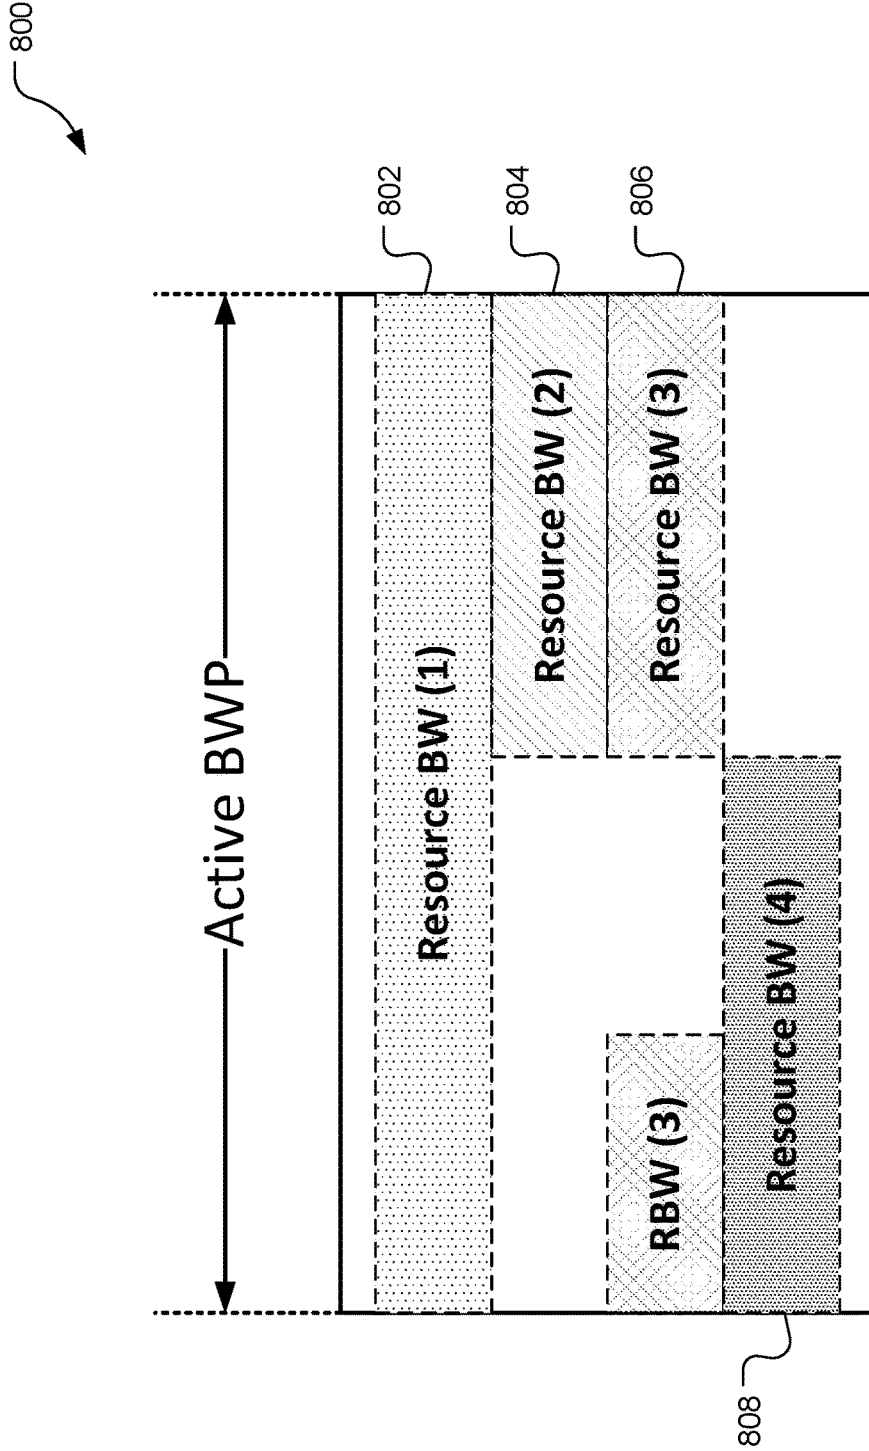 800
Active BWP
802
Resource BW (1)
804
Resource BW (2)
806
RBW (3)
Resource BW (3)
Resource BW (4)
808